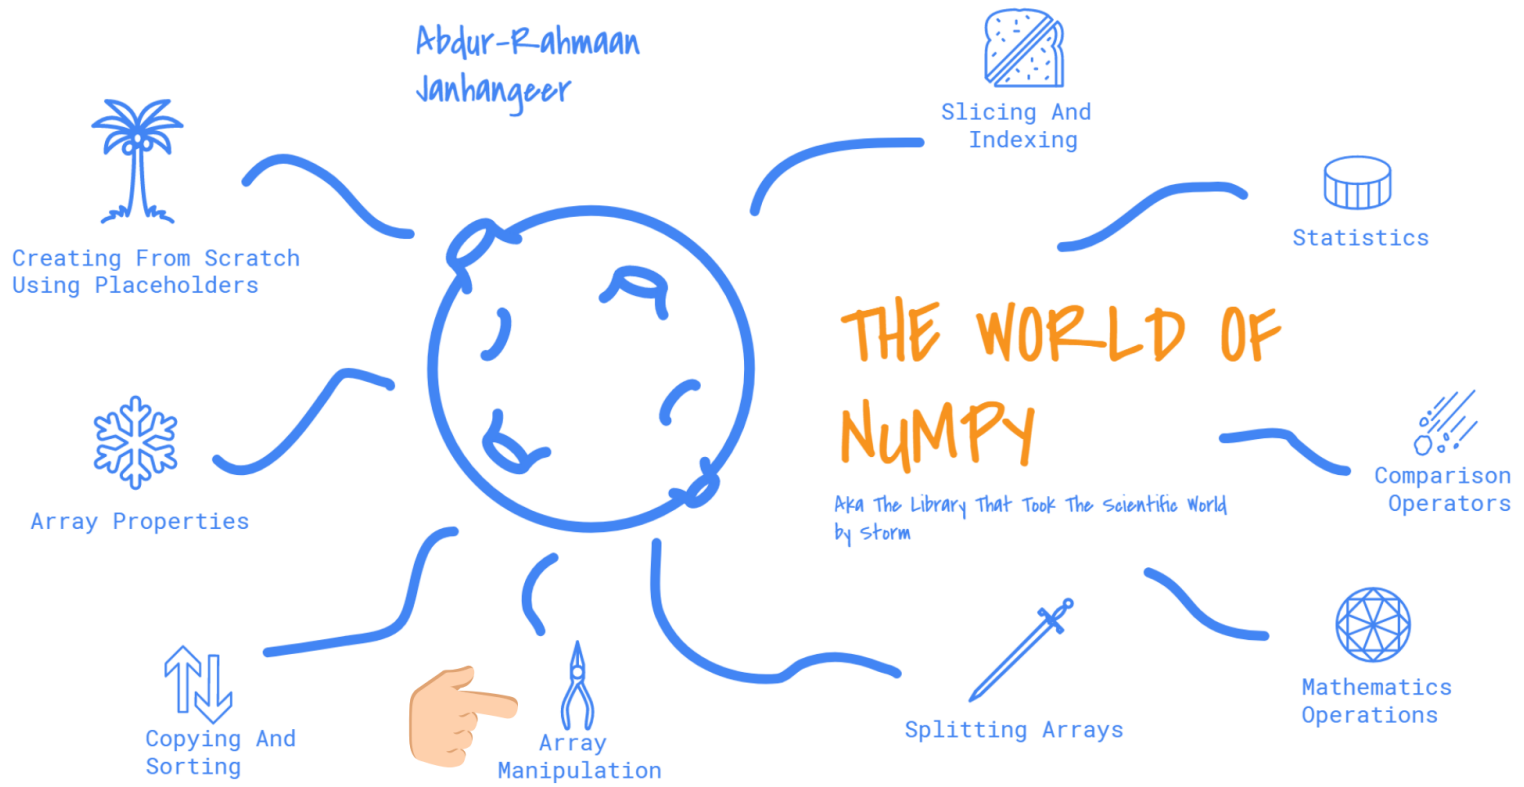 Abdur-Rahmaan
Janhangeer
Slicing And
Indexing
Statistics
Creating From Scratch
Using Placeholders
THE WORLD OF
NUMPY
Aka The Library That Took The Scientific World
by Storm
Comparison
Operators
Array Properties
Mathematics
Operations
Splitting Arrays
Copying And
Sorting
Array
Manipulation